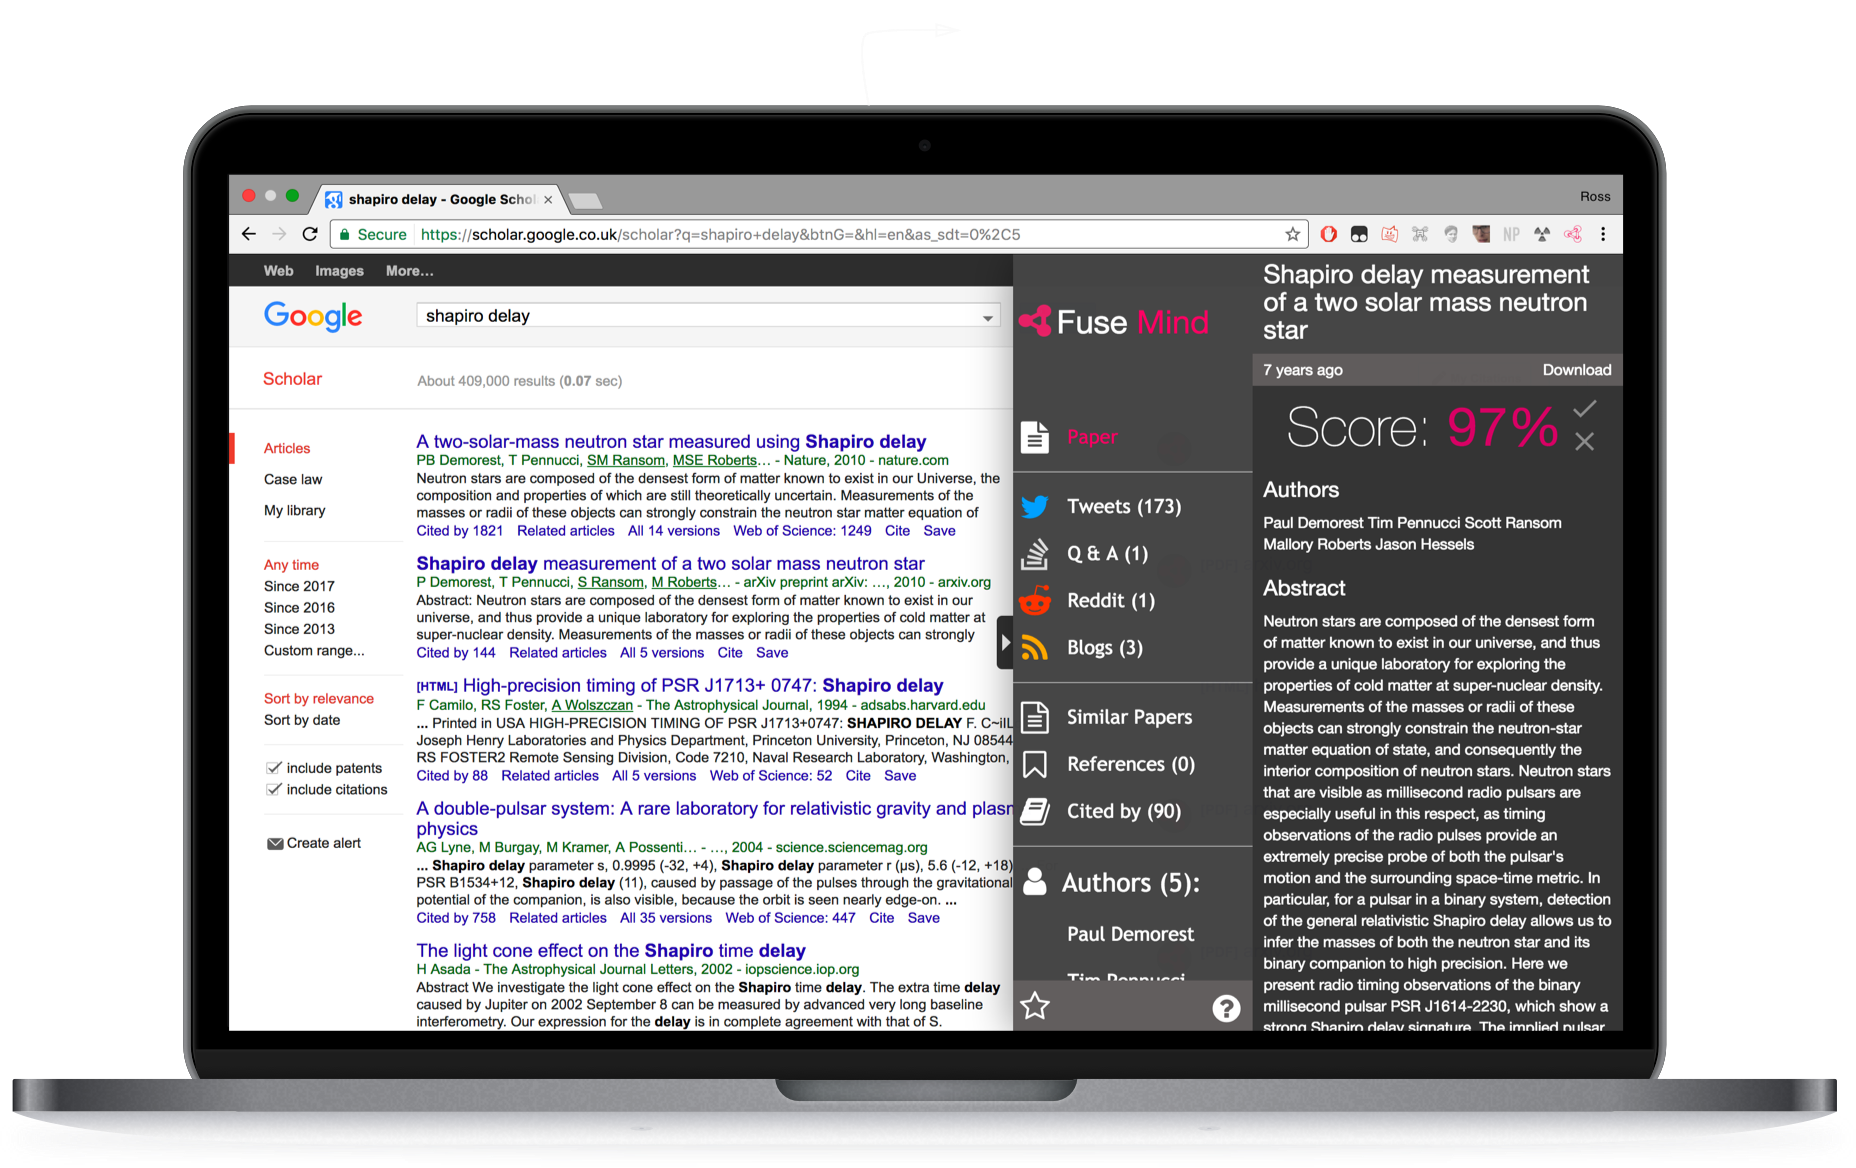 shapiro delay - Google Schol
Ross
Secure https://scholar.google.co.uk/scholar?q=shapiro+delay&btnG=&hl=en&as_sdt=0%2C5
NP
Web Images More...
Google
shapiro delay
Scholar
About 409,000 results (0.07 sec)
Articles
Case law
My library
Any time
Since 2017
Since 2016
Since 2013
Custom range...
Sort by relevance
Sort by date
include patents
include citations
Create alert
A two-solar-mass neutron star measured using Shapiro delay
PB Demorest, T Pennucci, SM Ransom, MSE Roberts… - Nature, 2010 - nature.com
Neutron stars are composed of the densest form of matter known to exist in our Universe, the
composition and properties of which are still theoretically uncertain. Measurements of the
masses or radii of these objects can strongly constrain the neutron star matter equation of
Cited by 1821 Related articles All 14 versions Web of Science: 1249 Cite Save
Shapiro delay measurement of a two solar mass neutron star
P Demorest, T Pennucci, S Ransom, M Roberts… - arXiv preprint arXiv: …, 2010 - arxiv.org
Abstract: Neutron stars are composed of the densest form of matter known to exist in our
universe, and thus provide a unique laboratory for exploring the properties of cold matter at
super-nuclear density. Measurements of the masses or radii of these objects can strongly
Cited by 144 Related articles All 5 versions Cite Save
[HTML] High-precision timing of PSR J1713+ 0747: Shapiro delay
F Camilo, RS Foster, A Wolszczan - The Astrophysical Journal, 1994 - adsabs.harvard.edu
... Printed in USA HIGH-PRECISION TIMING OF PSR J1713+0747: SHAPIRO DELAY F. C~ilL
Joseph Henry Laboratories and Physics Department, Princeton University, Princeton, NJ 08544
RS FOSTER2 Remote Sensing Division, Code 7210, Naval Research Laboratory, Washington,
Cited by 88 Related articles All 5 versions Web of Science: 52 Cite Save
A double-pulsar system: A rare laboratory for relativistic gravity and plasm
physics
AG Lyne, M Burgay, M Kramer, A Possenti… - …, 2004 - science.sciencemag.org
... Shapiro delay parameter s, 0.9995 (-32, +4), Shapiro delay parameter r (μs), 5.6 (-12, +18)
PSR B1534+12, Shapiro delay (11), caused by passage of the pulses through the gravitational
potential of the companion, is also visible, because the orbit is seen nearly edge-on. ...
Cited by 758 Related articles All 35 versions Web of Science: 447 Cite Save
The light cone effect on the Shapiro time delay
H Asada - The Astrophysical Journal Letters, 2002 - iopscience.iop.org
Abstract We investigate the light cone effect on the Shapiro time delay. The extra time delay
caused by Jupiter on 2002 September 8 can be measured by advanced very long baseline
interferometry. Our expression for the delay is in complete agreement with that of S.
Fuse Mind
Paper
Tweets (173)
Q & A (1)
Reddit (1)
Blogs (3)
Similar Papers
References (0)
Cited by (90)
Authors (5):
Paul Demorest
Tim Pennucci
?
Shapiro delay measurement
of a two solar mass neutron
star
7 years ago Download
Score: 97%
Authors
Paul Demorest Tim Pennucci Scott Ransom
Mallory Roberts Jason Hessels
Abstract
Neutron stars are composed of the densest form
of matter known to exist in our universe, and thus
provide a unique laboratory for exploring the
properties of cold matter at super-nuclear density.
Measurements of the masses or radii of these
objects can strongly constrain the neutron-star
matter equation of state, and consequently the
interior composition of neutron stars. Neutron stars
that are visible as millisecond radio pulsars are
especially useful in this respect, as timing
observations of the radio pulses provide an
extremely precise probe of both the pulsar's
motion and the surrounding space-time metric. In
particular, for a pulsar in a binary system, detection
of the general relativistic Shapiro delay allows us to
infer the masses of both the neutron star and its
binary companion to high precision. Here we
present radio timing observations of the binary
millisecond pulsar PSR J1614-2230, which show a
strong Shapiro delay signature. The implied pulsar